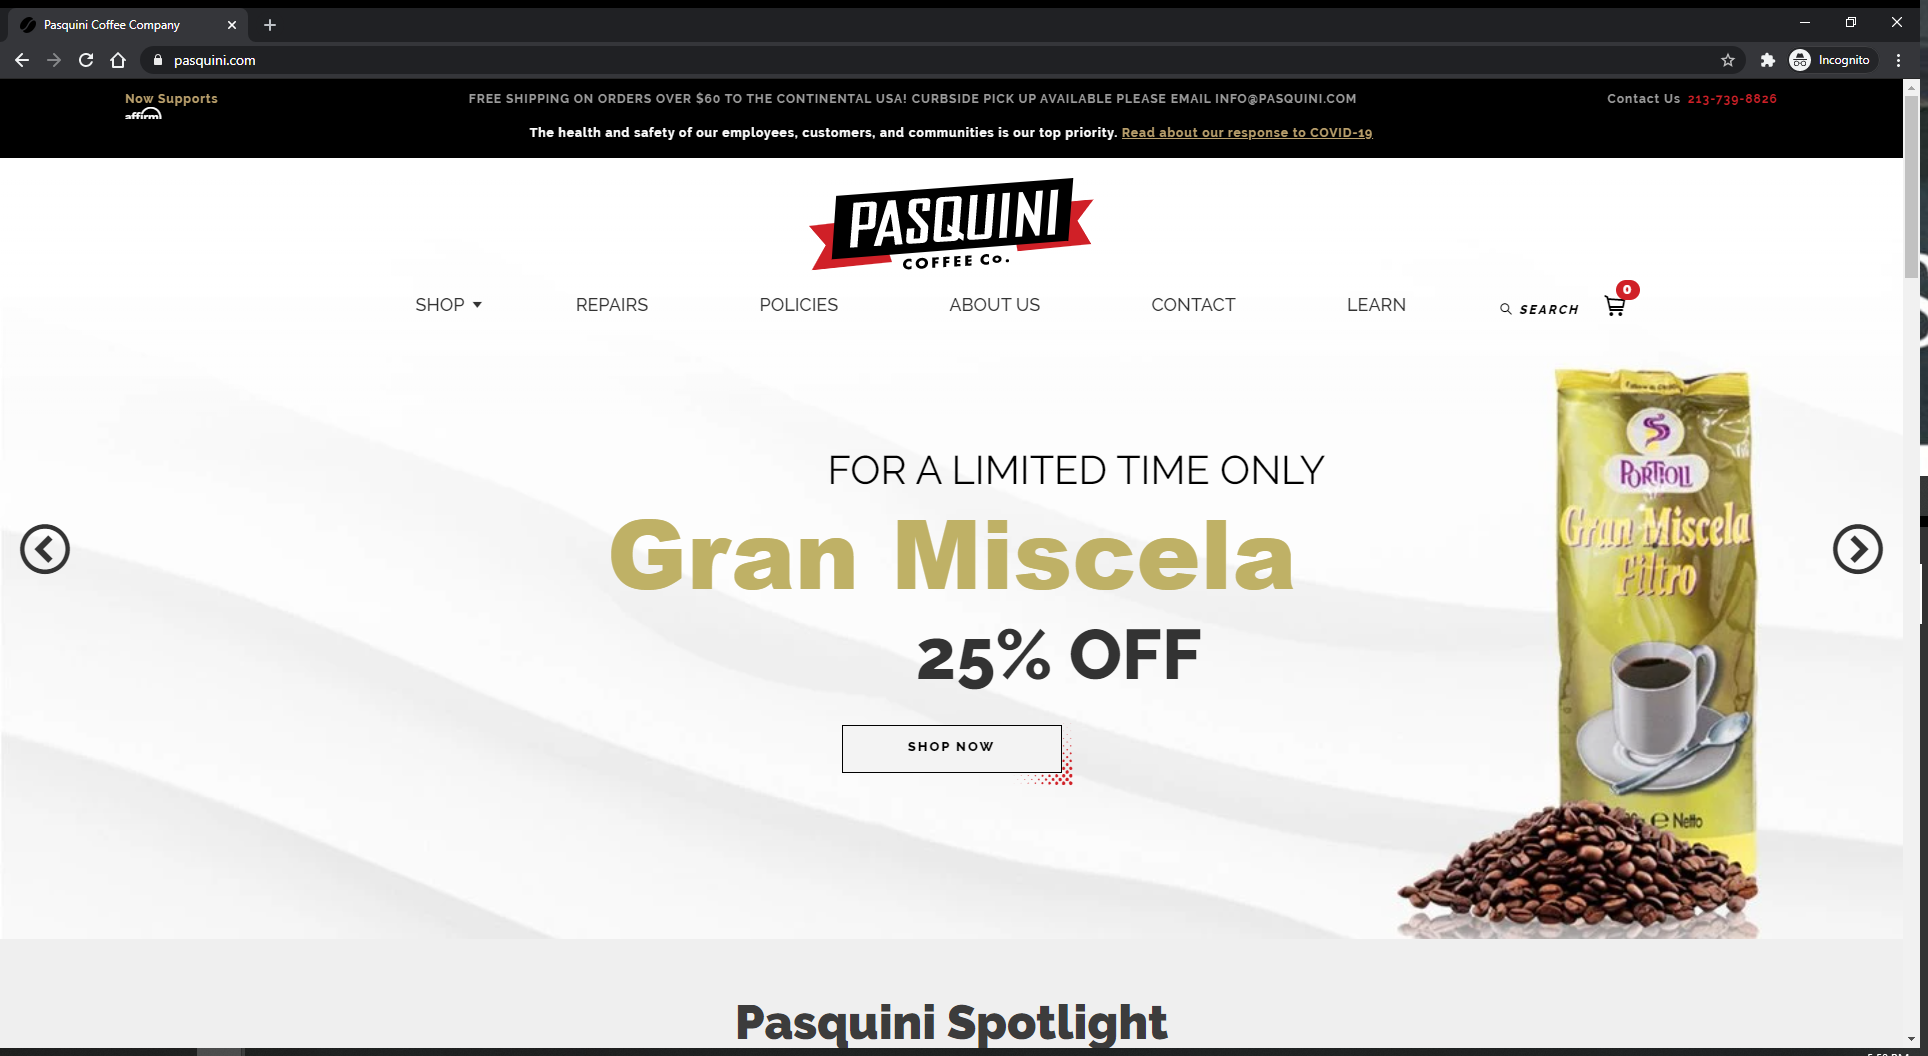 Pasquini Coffee Company
pasquini.com
Incognito
Now Supports
affirm
FREE SHIPPING ON ORDERS OVER $60 TO THE CONTINENTAL USA! CURBSIDE PICK UP AVAILABLE PLEASE EMAIL INFO@PASQUINI.COM
Contact Us 213-739-8826
The health and safety of our employees, customers, and communities is our top priority. Read about our response to COVID-19
PASQUINI
COFFEE Co.
SHOP REPAIRS POLICIES ABOUT US CONTACT LEARN SEARCH 0
FOR A LIMITED TIME ONLY
Gran Miscela
25% OFF
SHOP NOW
PORTIOLI
Gran Miscela
Filtro
e Netto
Pasquini Spotlight